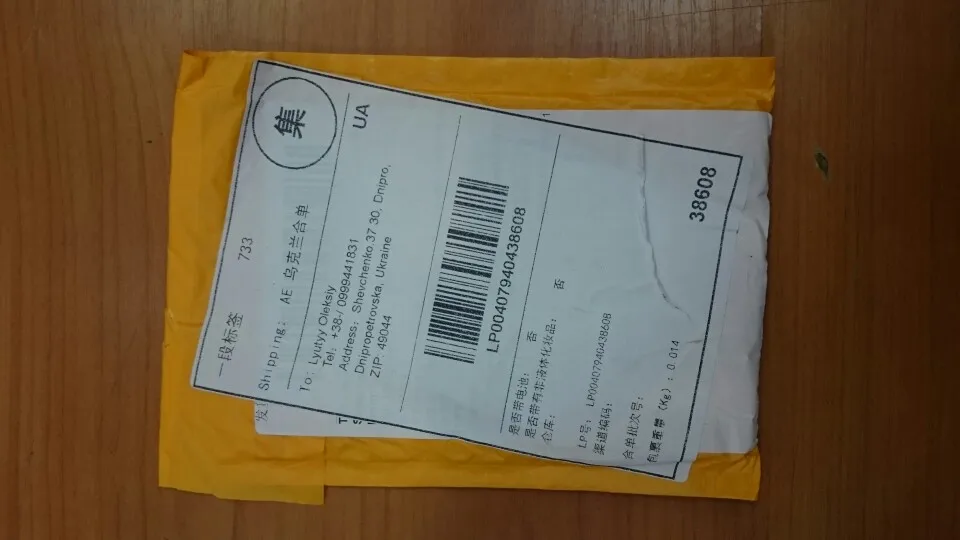 一段标签 733 集
Shipping: AE 乌克兰合单
UA
To: Lyutyy Oleksiy
Tel: +38-/ 0999441831
Address: Shevchenko,37 30, Dnipro,
Dnipropetrovska, Ukraine
ZIP: 49044
LP00407940438608
是否带电池: 否
是否带有非液体化妆品: 否
仓库:
LP号: LP00407940438608
渠道编码:
合单批次号:
包裹重带 (Kg): 0.014
38608
发
T
S
1